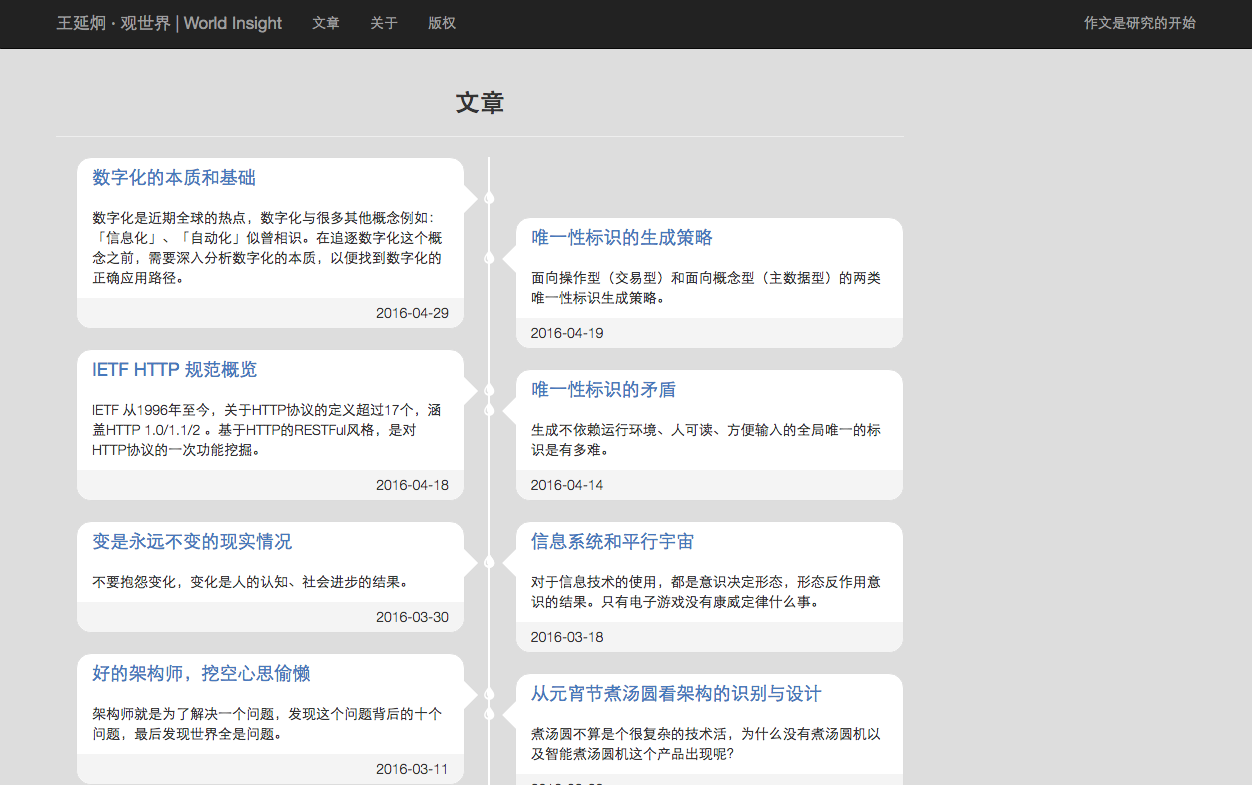 王延炯 · 观世界 | World Insight 文章 关于 版权 作文是研究的开始
文章
数字化的本质和基础
数字化是近期全球的热点，数字化与很多其他概念例如：
「信息化」、「自动化」似曾相识。在追逐数字化这个概
念之前，需要深入分析数字化的本质，以便找到数字化的
正确应用路径。
2016-04-29
唯一性标识的生成策略
面向操作型（交易型）和面向概念型（主数据型）的两类
唯一性标识生成策略。
2016-04-19
IETF HTTP 规范概览
IETF 从1996年至今，关于HTTP协议的定义超过17个，涵
盖HTTP 1.0/1.1/2 。基于HTTP的RESTFul风格，是对
HTTP协议的一次功能挖掘。
2016-04-18
唯一性标识的矛盾
生成不依赖运行环境、人可读、方便输入的全局唯一的标
识是有多难。
2016-04-14
变是永远不变的现实情况
不要抱怨变化，变化是人的认知、社会进步的结果。
2016-03-30
信息系统和平行宇宙
对于信息技术的使用，都是意识决定形态，形态反作用意
识的结果。只有电子游戏没有康威定律什么事。
2016-03-18
好的架构师，挖空心思偷懒
架构师就是为了解决一个问题，发现这个问题背后的十个
问题，最后发现世界全是问题。
2016-03-11
从元宵节煮汤圆看架构的识别与设计
煮汤圆不算是个很复杂的技术活，为什么没有煮汤圆机以
及智能煮汤圆机这个产品出现呢？